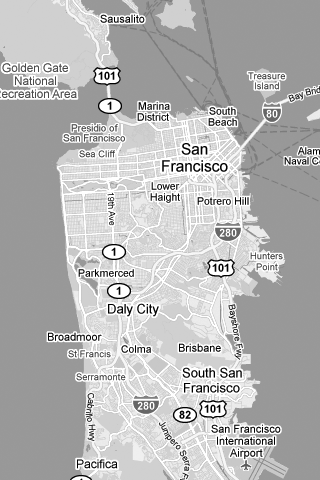 Sausalito
Golden Gate
National
Recreation Area
101
Treasure
Island
1
Marina
District
South
Beach
80
Bay Brid
Presidio of
San Francisco
San
Francisco
Sea Cliff
Alam
Naval
Lower
Haight
19th Ave
Potrero Hill
280
1
Hunters
Point
101
Parkmerced
1
Daly City
Bayshore Fwy
Broadmoor
Colma
Brisbane
St Francis
Serramonte
South San
Francisco
Cabrillo Hwy
280
82
101
Junipero Serra
San Francisco
International
Airport
Pacifica
1